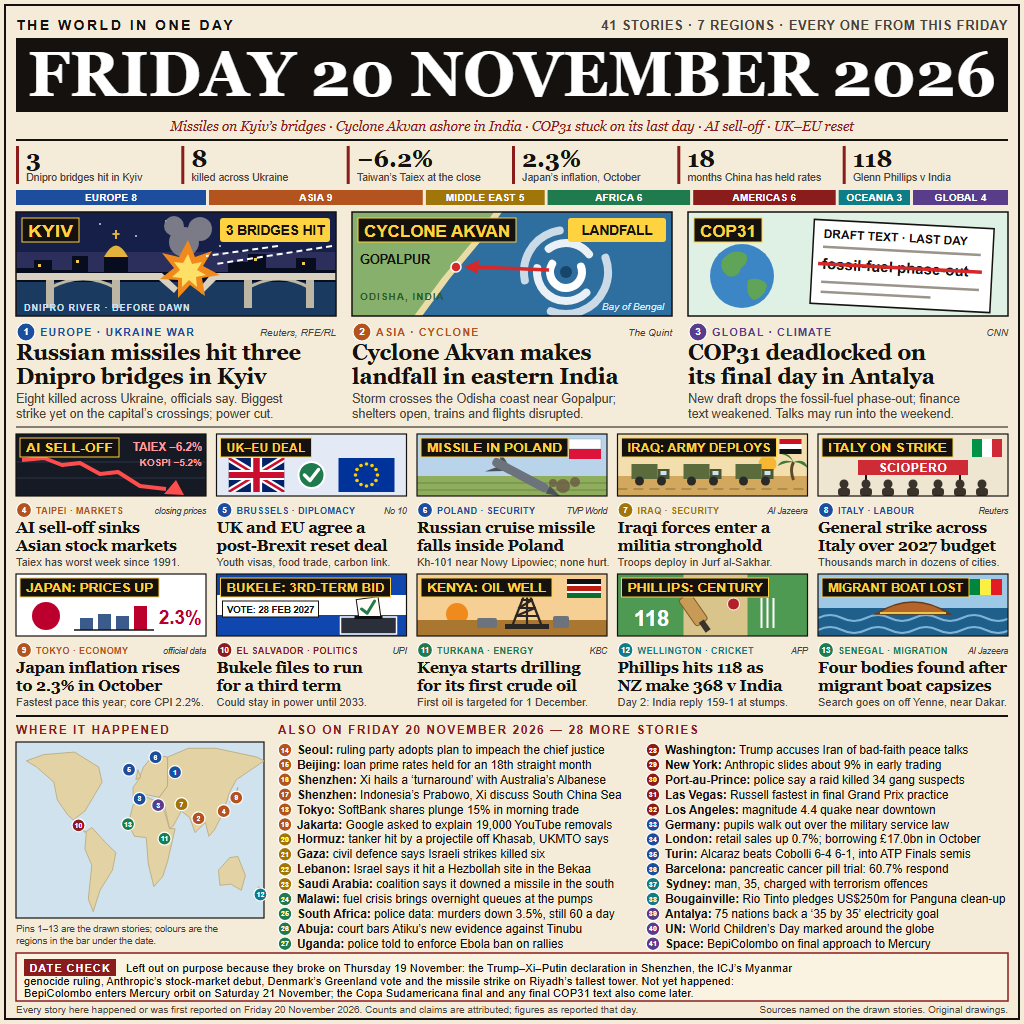 THE WORLD IN ONE DAY
41 STORIES · 7 REGIONS · EVERY ONE FROM THIS FRIDAY
FRIDAY 20 NOVEMBER 2026
Missiles on Kyiv's bridges · Cyclone Akvan ashore in India · COP31 stuck on its last day · AI sell-off · UK–EU reset
3
Dnipro bridges hit in Kyiv
8
killed across Ukraine
−6.2%
Taiwan's Taiex at the close
2.3%
Japan's inflation, October
18
months China has held rates
118
Glenn Phillips v India
EUROPE 8
ASIA 9
MIDDLE EAST 5
AFRICA 6
AMERICAS 6
OCEANIA 3
GLOBAL 4
KYIV
3 BRIDGES HIT
DNIPRO RIVER · BEFORE DAWN
CYCLONE AKVAN
LANDFALL
GOPALPUR
ODISHA, INDIA
Bay of Bengal
COP31
DRAFT TEXT · LAST DAY
fossil-fuel phase-out
1 EUROPE · UKRAINE WAR
Reuters, RFE/RL
Russian missiles hit three
Dnipro bridges in Kyiv
Eight killed across Ukraine, officials say. Biggest
strike yet on the capital's crossings; power cut.
2 ASIA · CYCLONE
The Quint
Cyclone Akvan makes
landfall in eastern India
Storm crosses the Odisha coast near Gopalpur;
shelters open, trains and flights disrupted.
3 GLOBAL · CLIMATE
CNN
COP31 deadlocked on
its final day in Antalya
New draft drops the fossil-fuel phase-out; finance
text weakened. Talks may run into the weekend.
AI SELL-OFF
TAIEX −6.2%
KOSPI −5.2%
UK–EU DEAL
MISSILE IN POLAND
IRAQ: ARMY DEPLOYS
ITALY ON STRIKE
SCIOPERO
4 TAIPEI · MARKETS
closing prices
AI sell-off sinks
Asian stock markets
Taiex has worst week since 1991.
5 BRUSSELS · DIPLOMACY
No 10
UK and EU agree a
post-Brexit reset deal
Youth visas, food trade, carbon link.
6 POLAND · SECURITY
TVP World
Russian cruise missile
falls inside Poland
Kh-101 near Nowy Lipowiec; none hurt.
7 IRAQ · SECURITY
Al Jazeera
Iraqi forces enter a
militia stronghold
Troops deploy in Jurf al-Sakhar.
8 ITALY · LABOUR
Reuters
General strike across
Italy over 2027 budget
Thousands march in dozens of cities.
JAPAN: PRICES UP
2.3%
BUKELE: 3RD-TERM BID
VOTE: 28 FEB 2027
KENYA: OIL WELL
PHILLIPS: CENTURY
118
MIGRANT BOAT LOST
9 TOKYO · ECONOMY
official data
Japan inflation rises
to 2.3% in October
Fastest pace this year; core CPI 2.2%.
10 EL SALVADOR · POLITICS
UPI
Bukele files to run
for a third term
Could stay in power until 2033.
11 TURKANA · ENERGY
KBC
Kenya starts drilling
for its first crude oil
First oil is targeted for 1 December.
12 WELLINGTON · CRICKET
AFP
Phillips hits 118 as
NZ make 368 v India
Day 2: India reply 159-1 at stumps.
13 SENEGAL · MIGRATION
Al Jazeera
Four bodies found after
migrant boat capsizes
Search goes on off Yenne, near Dakar.
WHERE IT HAPPENED
6
5
1
8
3
7
9
4
2
10
13
11
12
Pins 1–13 are the drawn stories; colours are the
regions in the bar under the date.
ALSO ON FRIDAY 20 NOVEMBER 2026 — 28 MORE STORIES
14 Seoul: ruling party adopts plan to impeach the chief justice
15 Beijing: loan prime rates held for an 18th straight month
16 Shenzhen: Xi hails a 'turnaround' with Australia's Albanese
17 Shenzhen: Indonesia's Prabowo, Xi discuss South China Sea
18 Tokyo: SoftBank shares plunge 15% in morning trade
19 Jakarta: Google asked to explain 19,000 YouTube removals
20 Hormuz: tanker hit by a projectile off Khasab, UKMTO says
21 Gaza: civil defence says Israeli strikes killed six
22 Lebanon: Israel says it hit a Hezbollah site in the Bekaa
23 Saudi Arabia: coalition says it downed a missile in the south
24 Malawi: fuel crisis brings overnight queues at the pumps
25 South Africa: police data: murders down 3.5%, still 60 a day
26 Abuja: court bars Atiku's new evidence against Tinubu
27 Uganda: police told to enforce Ebola ban on rallies
28 Washington: Trump accuses Iran of bad-faith peace talks
29 New York: Anthropic slides about 9% in early trading
30 Port-au-Prince: police say a raid killed 34 gang suspects
31 Las Vegas: Russell fastest in final Grand Prix practice
32 Los Angeles: magnitude 4.4 quake near downtown
33 Germany: pupils walk out over the military service law
34 London: retail sales up 0.7%; borrowing £17.0bn in October
35 Turin: Alcaraz beats Cobolli 6-4 6-1, into ATP Finals semis
36 Barcelona: pancreatic cancer pill trial: 60.7% respond
37 Sydney: man, 35, charged with terrorism offences
38 Bougainville: Rio Tinto pledges US$250m for Panguna clean-up
39 Antalya: 75 nations back a '35 by 35' electricity goal
40 UN: World Children's Day marked around the globe
41 Space: BepiColombo on final approach to Mercury
DATE CHECK Left out on purpose because they broke on Thursday 19 November: the Trump–Xi–Putin declaration in Shenzhen, the ICJ's Myanmar
genocide ruling, Anthropic's stock-market debut, Denmark's Greenland vote and the missile strike on Riyadh's tallest tower. Not yet happened:
BepiColombo enters Mercury orbit on Saturday 21 November; the Copa Sudamericana final and any final COP31 text also come later.
Every story here happened or was first reported on Friday 20 November 2026. Counts and claims are attributed; figures as reported that day.
Sources named on the drawn stories. Original drawings.